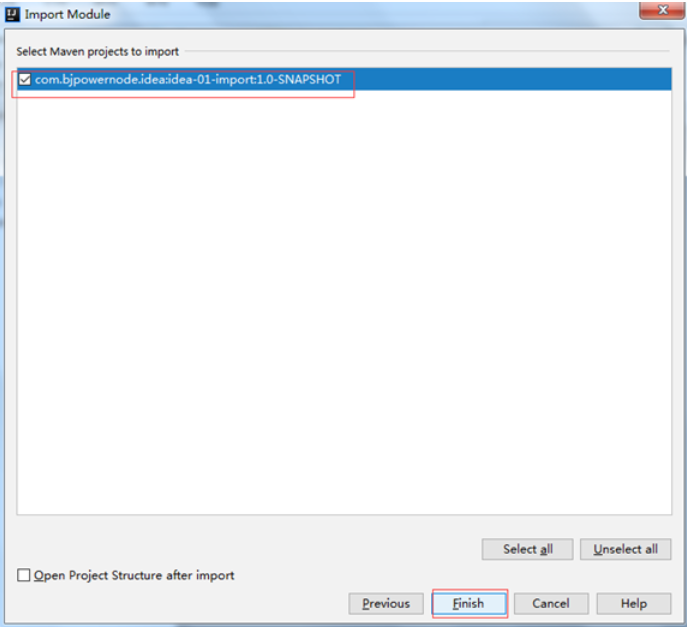 Import Module
Select Maven projects to import
com.bjpowernode.idea:idea-01-import:1.0-SNAPSHOT
Select all
Unselect all
Open Project Structure after import
Previous
Finish
Cancel
Help